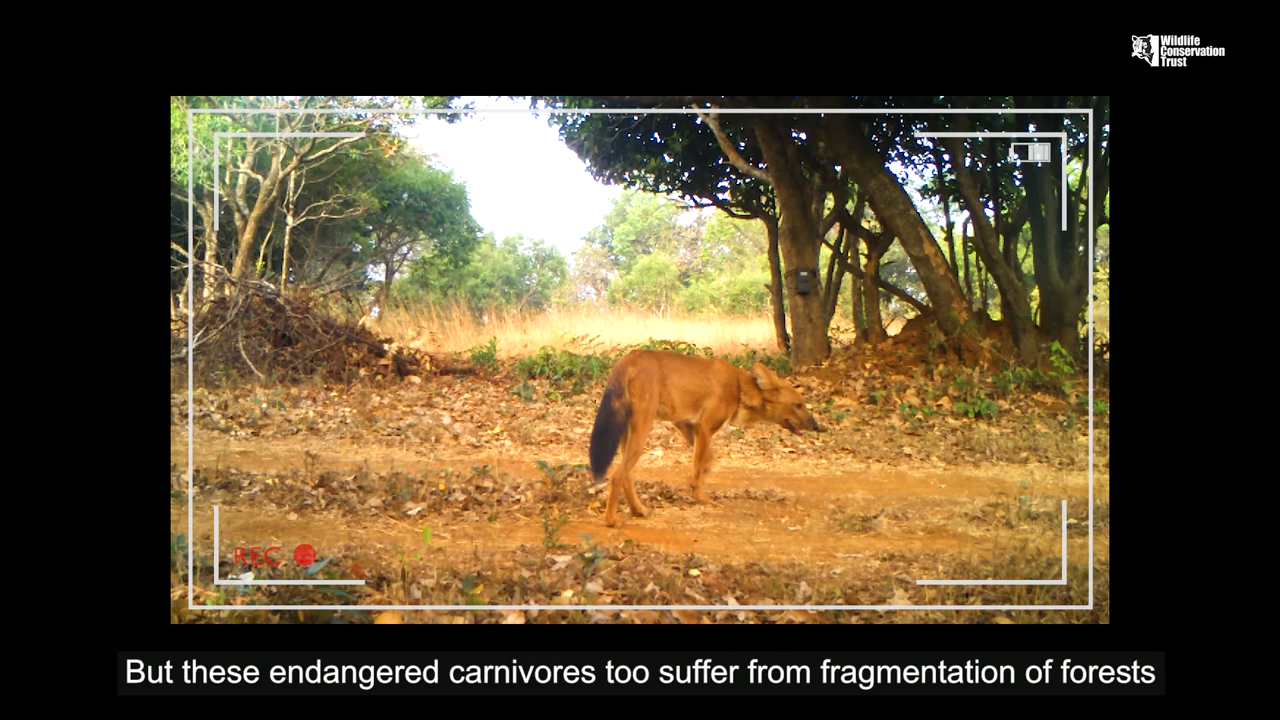 Wildlife
Conservation
Trust
REC
But these endangered carnivores too suffer from fragmentation of forests